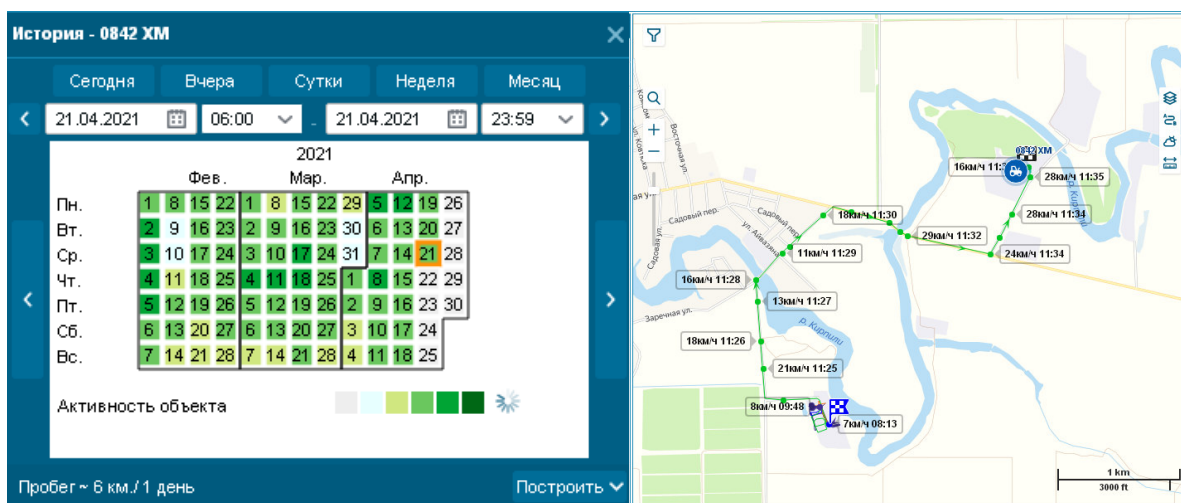 История - 0842 ХМ
Сегодня Вчера Сутки Неделя Месяц
21.04.2021 06:00 - 21.04.2021 23:59
2021
Фев. Мар. Апр.
Пн. 1 8 15 22 1 8 15 22 29 5 12 19 26
Вт. 2 9 16 23 2 9 16 23 30 6 13 20 27
Ср. 3 10 17 24 3 10 17 24 31 7 14 21 28
Чт. 4 11 18 25 4 11 18 25 1 8 15 22 29
Пт. 5 12 19 26 5 12 19 26 2 9 16 23 30
Сб. 6 13 20 27 6 13 20 27 3 10 17 24
Вс. 7 14 21 28 7 14 21 28 4 11 18 25
Активность объекта
Пробег ~ 6 км./ 1 день Построить
Восточная ул.
ул. Ковтюха
Садовый пер.
Садовый пер.
ул. Айвазян
Садовая ул.
Заречная ул.
р. Кирпили
р. Кирпили
0842 ХМ
16км/ч 11:3
28км/ч 11:35
28км/ч 11:34
18км/ч 11:30
29км/ч 11:32
24км/ч 11:34
11км/ч 11:29
16км/ч 11:28
13км/ч 11:27
18км/ч 11:26
21км/ч 11:25
8км/ч 09:48
7км/ч 08:13
1 km
3000 ft